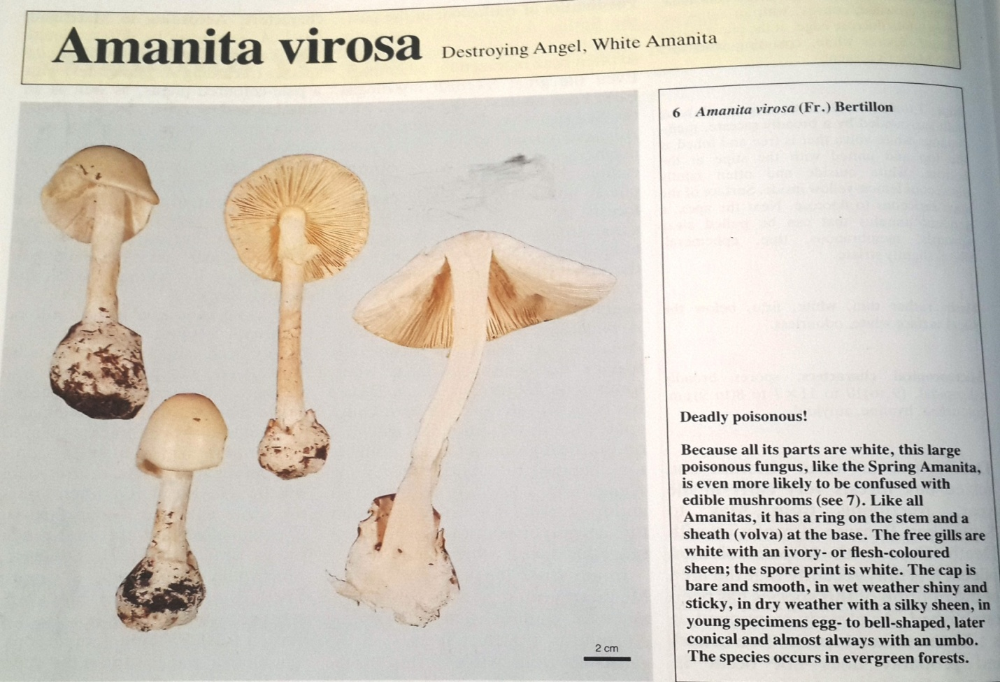 Amanita virosa Destroying Angel, White Amanita
6 Amanita virosa (Fr.) Bertillon
Deadly poisonous!
Because all its parts are white, this large
poisonous fungus, like the Spring Amanita,
is even more likely to be confused with
edible mushrooms (see 7). Like all
Amanitas, it has a ring on the stem and a
sheath (volva) at the base. The free gills are
white with an ivory- or flesh-coloured
sheen; the spore print is white. The cap is
bare and smooth, in wet weather shiny and
sticky, in dry weather with a silky sheen, in
young specimens egg- to bell-shaped, later
conical and almost always with an umbo.
The species occurs in evergreen forests.
2 cm